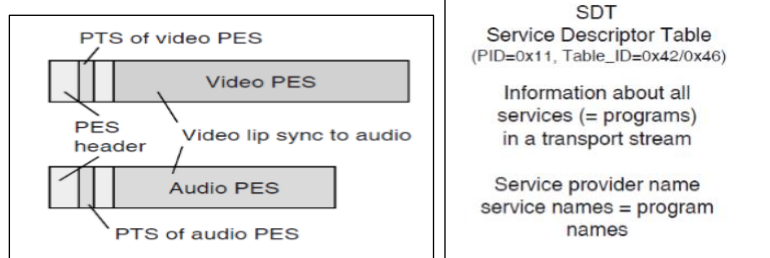 PTS of video PES
Video PES
PES
header
Video lip sync to audio
Audio PES
PTS of audio PES
SDT
Service Descriptor Table
(PID=0x11, Table_ID=0x42/0x46)
Information about all
services (= programs)
in a transport stream
Service provider name
service names = program
names